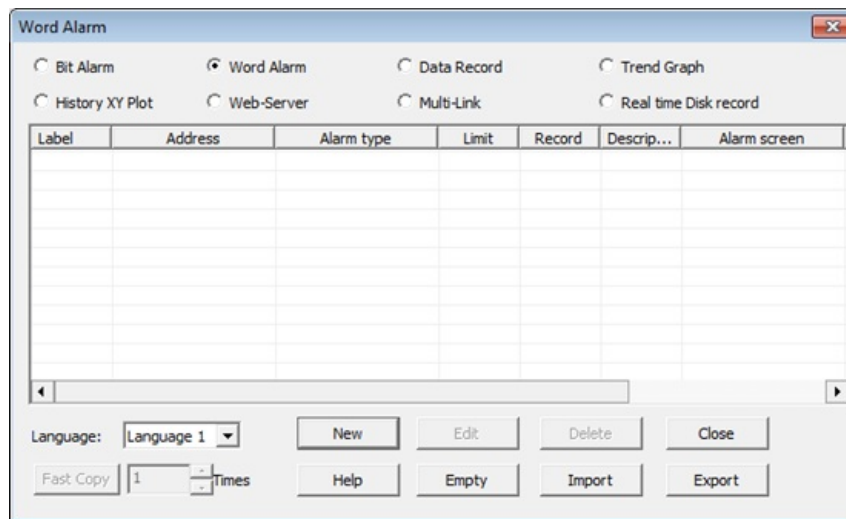 Word Alarm
Bit Alarm Word Alarm Data Record Trend Graph
History XY Plot Web-Server Multi-Link Real time Disk record
Label Address Alarm type Limit Record Descrip... Alarm screen
Language: Language 1 New Edit Delete Close
Fast Copy 1 Times Help Empty Import Export